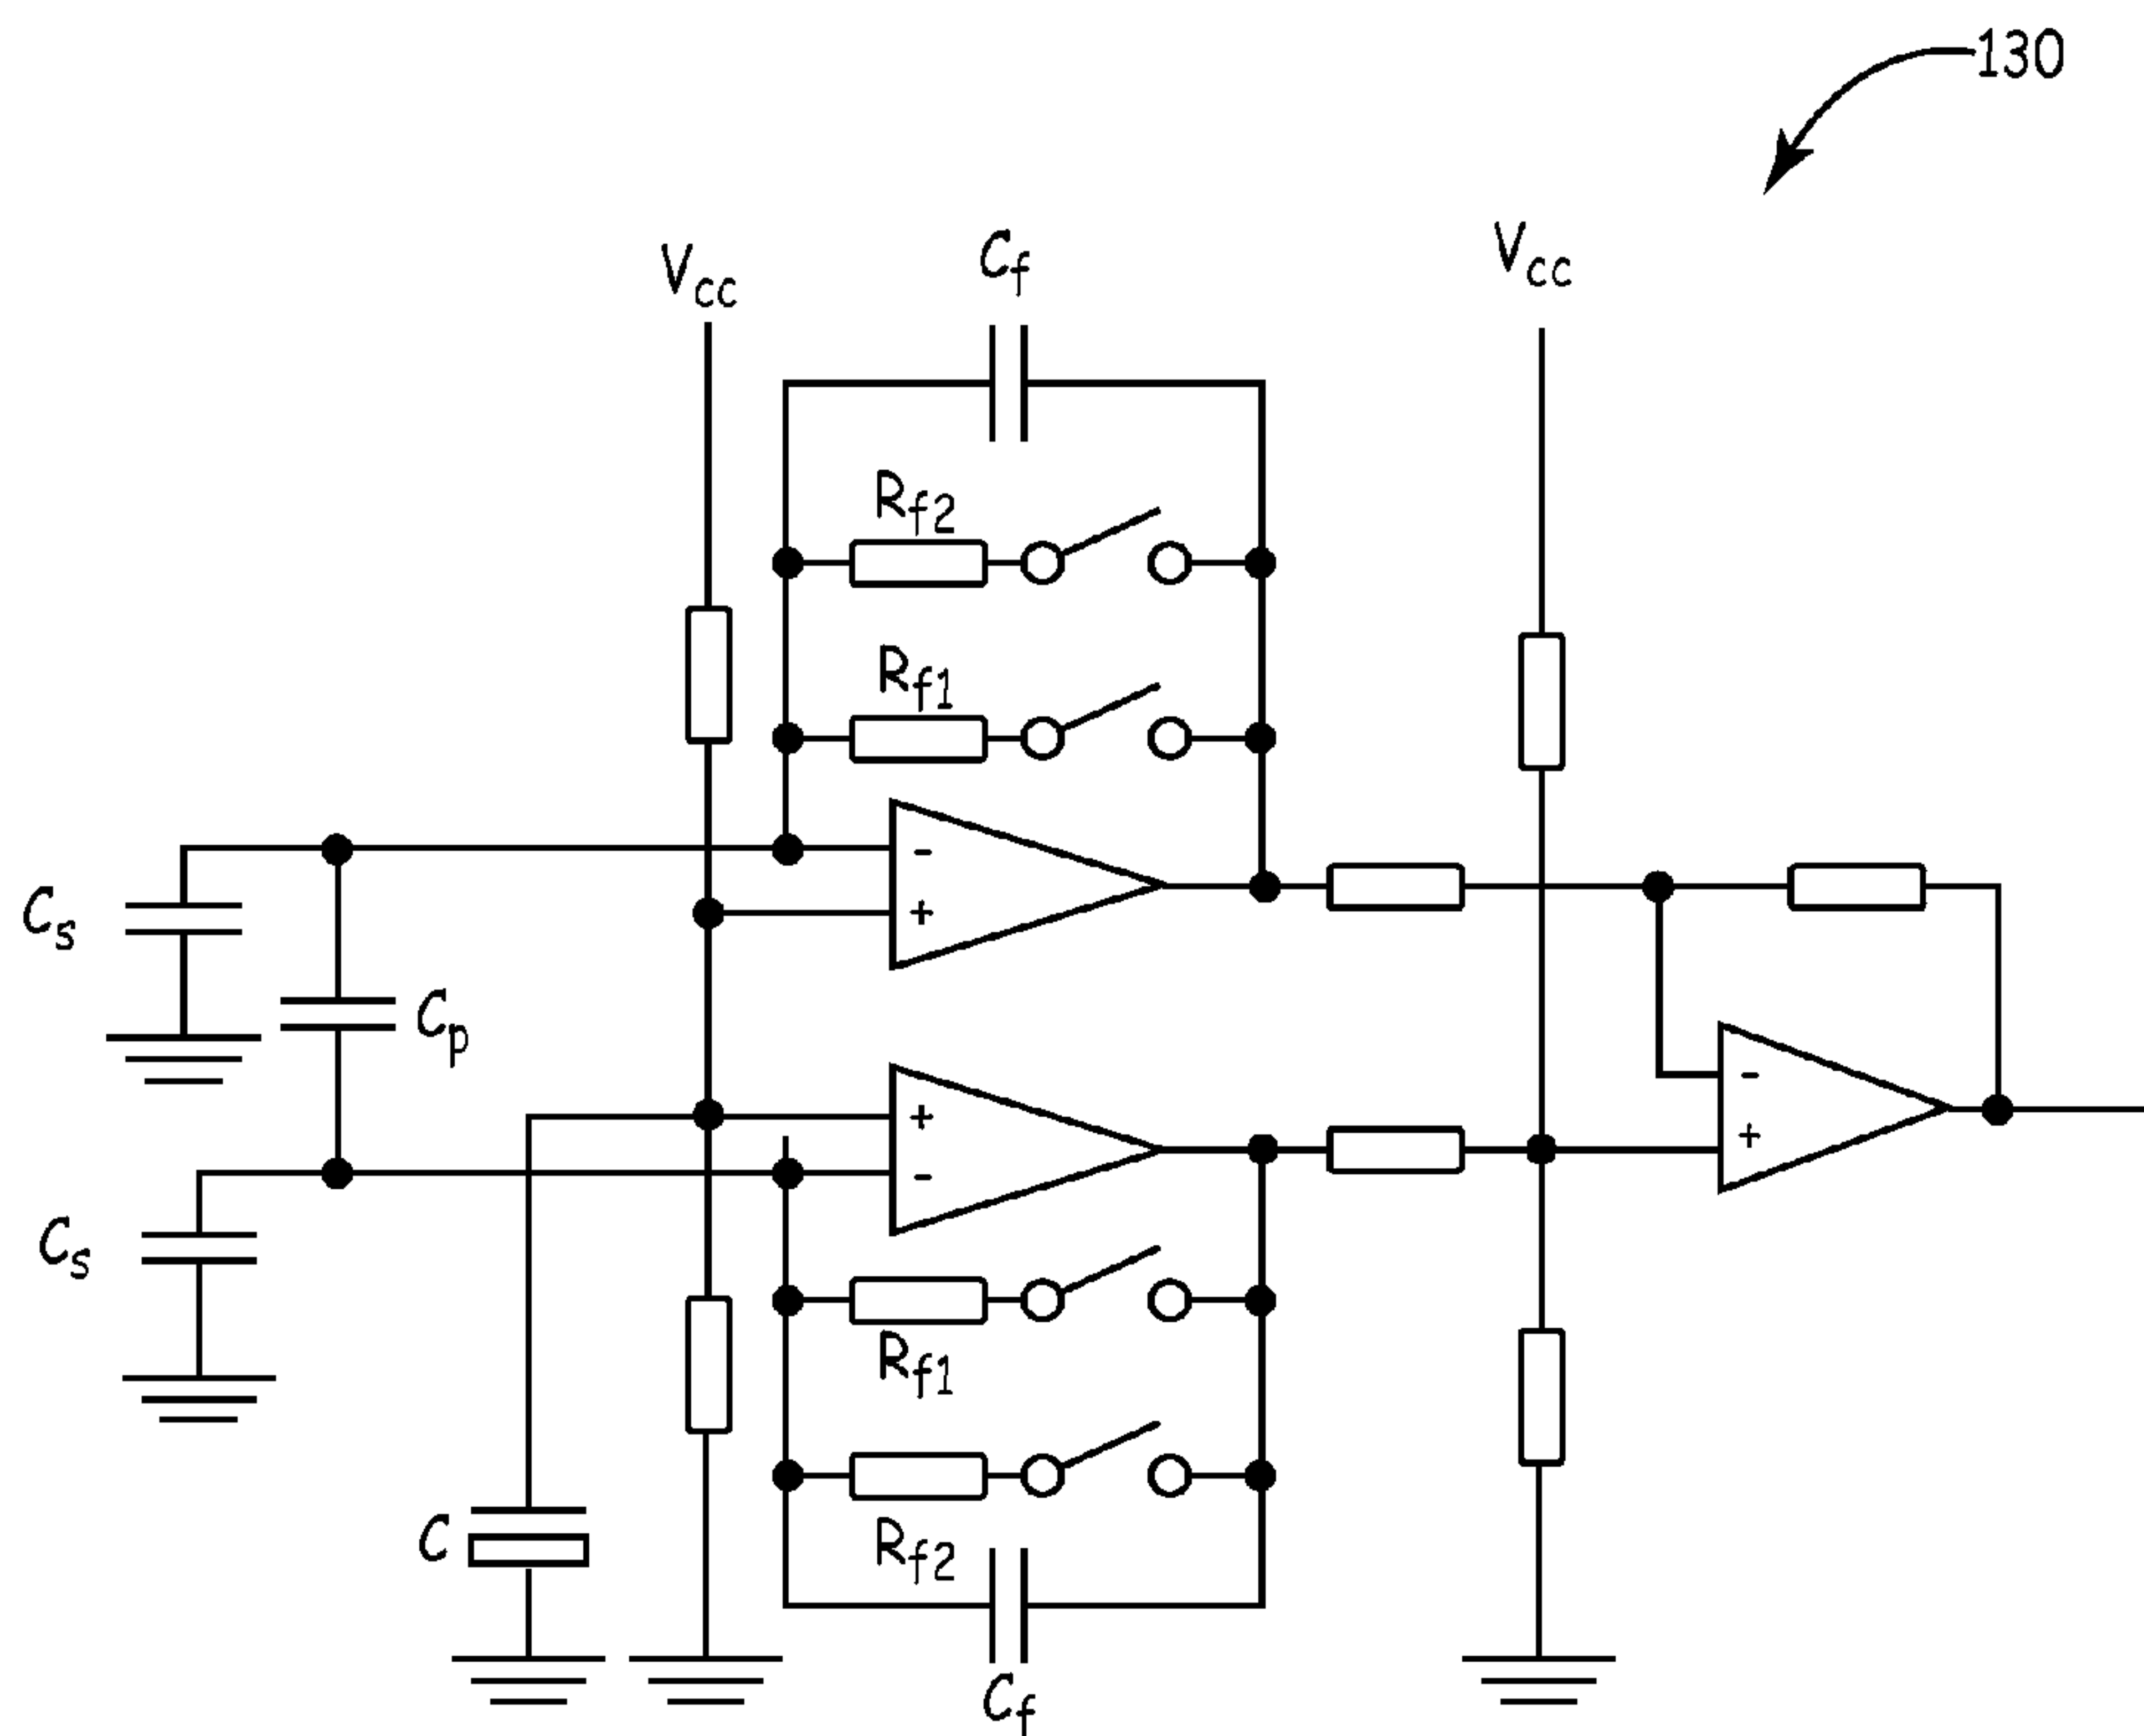 130
Vcc
Cf
Vcc
Rf2
Rf1
-
Cs
+
Cp
-
+
+
-
Cs
Rf1
C
Rf2
Cf